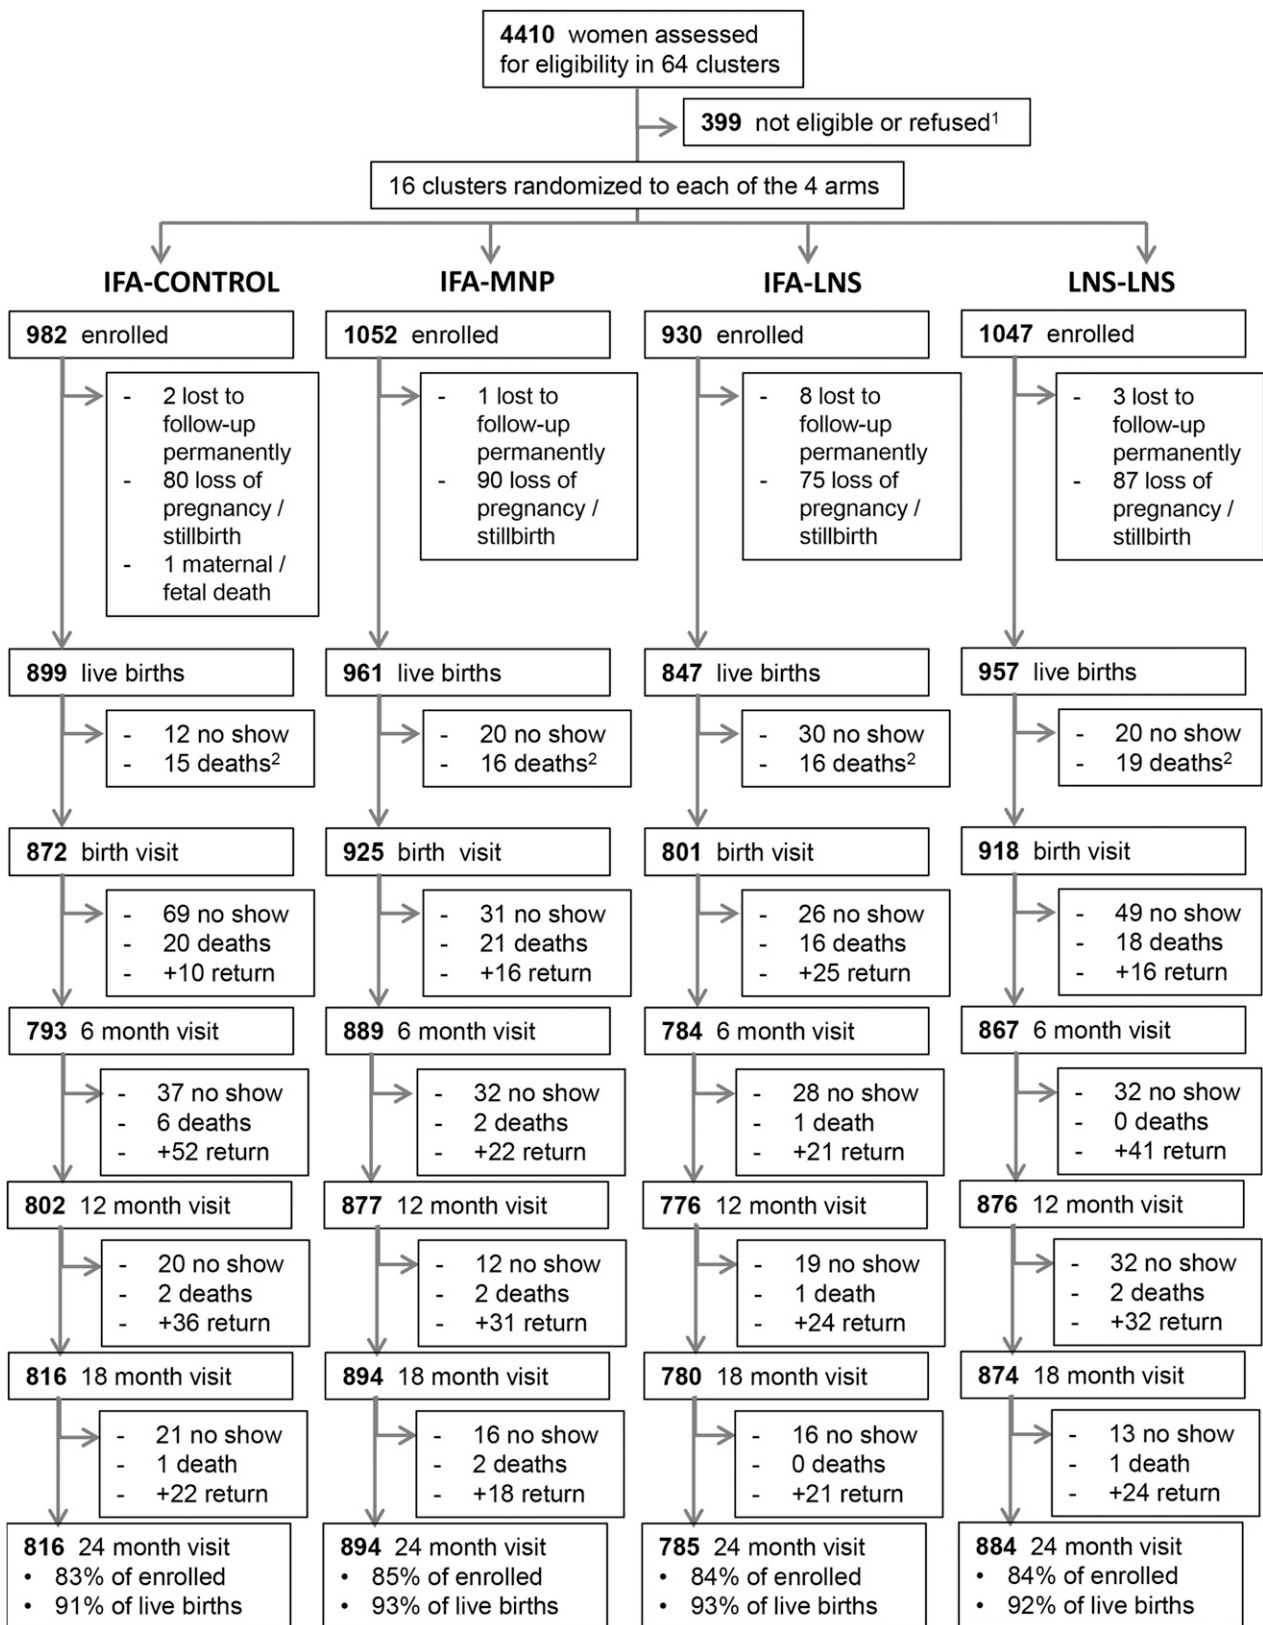 4410 women assessed
for eligibility in 64 clusters
399 not eligible or refused¹
16 clusters randomized to each of the 4 arms
IFA-CONTROL
982 enrolled
- 2 lost to
follow-up
permanently
- 80 loss of
pregnancy /
stillbirth
- 1 maternal /
fetal death
899 live births
- 12 no show
- 15 deaths²
872 birth visit
- 69 no show
- 20 deaths
- +10 return
793 6 month visit
- 37 no show
- 6 deaths
- +52 return
802 12 month visit
- 20 no show
- 2 deaths
- +36 return
816 18 month visit
- 21 no show
- 1 death
- +22 return
816 24 month visit
• 83% of enrolled
• 91% of live births
IFA-MNP
1052 enrolled
- 1 lost to
follow-up
permanently
- 90 loss of
pregnancy /
stillbirth
961 live births
- 20 no show
- 16 deaths²
925 birth visit
- 31 no show
- 21 deaths
- +16 return
889 6 month visit
- 32 no show
- 2 deaths
- +22 return
877 12 month visit
- 12 no show
- 2 deaths
- +31 return
894 18 month visit
- 16 no show
- 2 deaths
- +18 return
894 24 month visit
• 85% of enrolled
• 93% of live births
IFA-LNS
930 enrolled
- 8 lost to
follow-up
permanently
- 75 loss of
pregnancy /
stillbirth
847 live births
- 30 no show
- 16 deaths²
801 birth visit
- 26 no show
- 16 deaths
- +25 return
784 6 month visit
- 28 no show
- 1 death
- +21 return
776 12 month visit
- 19 no show
- 1 death
- +24 return
780 18 month visit
- 16 no show
- 0 deaths
- +21 return
785 24 month visit
• 84% of enrolled
• 93% of live births
LNS-LNS
1047 enrolled
- 3 lost to
follow-up
permanently
- 87 loss of
pregnancy /
stillbirth
957 live births
- 20 no show
- 19 deaths²
918 birth visit
- 49 no show
- 18 deaths
- +16 return
867 6 month visit
- 32 no show
- 0 deaths
- +41 return
876 12 month visit
- 32 no show
- 2 deaths
- +32 return
874 18 month visit
- 13 no show
- 1 death
- +24 return
884 24 month visit
• 84% of enrolled
• 92% of live births